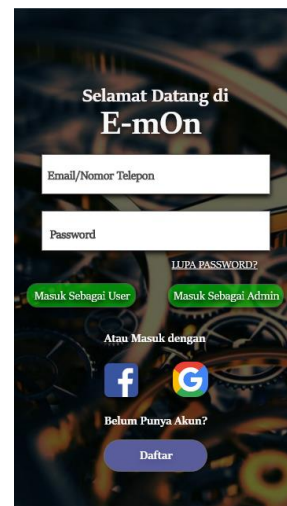 Selamat Datang di
E-mOn
Email/Nomor Telepon
Password
LUPA PASSWORD?
Masuk Sebagai User
Masuk Sebagai Admin
Atau Masuk dengan
Belum Punya Akun?
Daftar